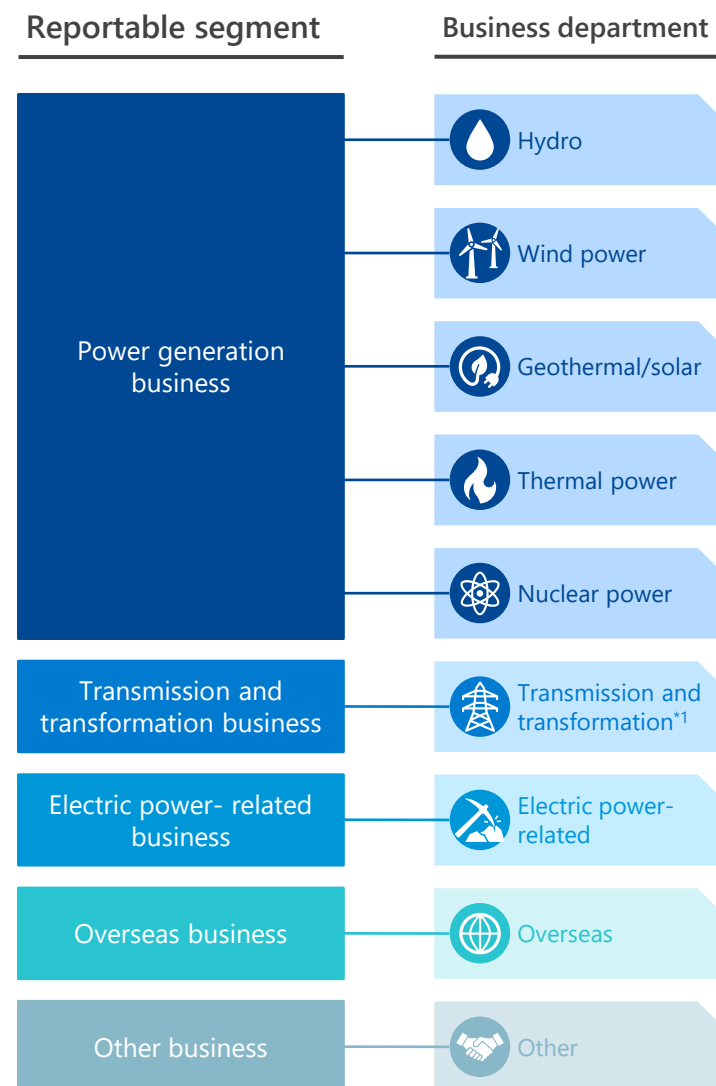 Reportable segment
Business department
Power generation
business
Hydro
Wind power
Geothermal/solar
Thermal power
Nuclear power
Transmission and
transformation business
Transmission and
transformation*1
Electric power- related
business
Electric power-
related
Overseas business
Overseas
Other business
Other